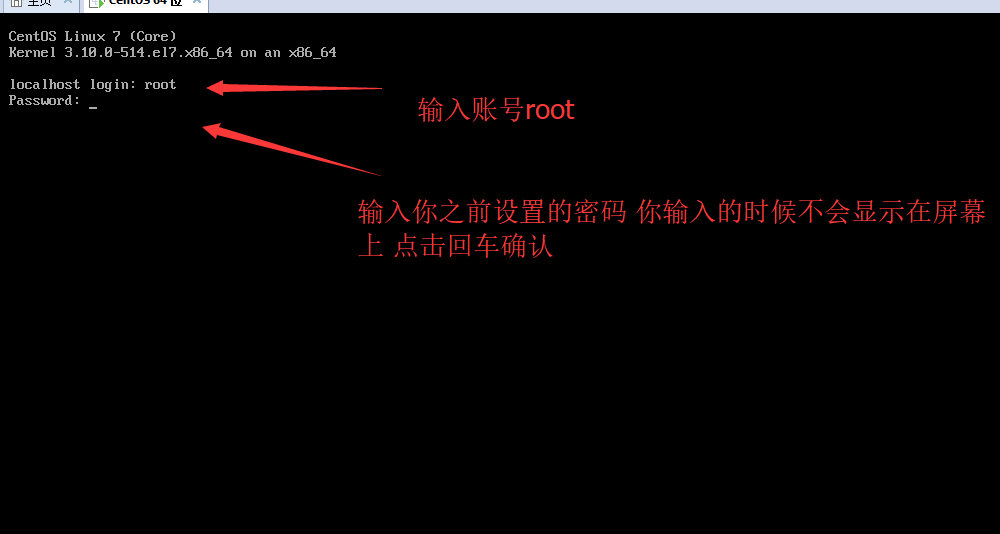 主页
CentOS 64 位
CentOS Linux 7 (Core)
Kernel 3.10.0-514.el7.x86_64 on an x86_64
localhost login: root
Password: _
输入账号root
输入你之前设置的密码 你输入的时候不会显示在屏幕
上 点击回车确认